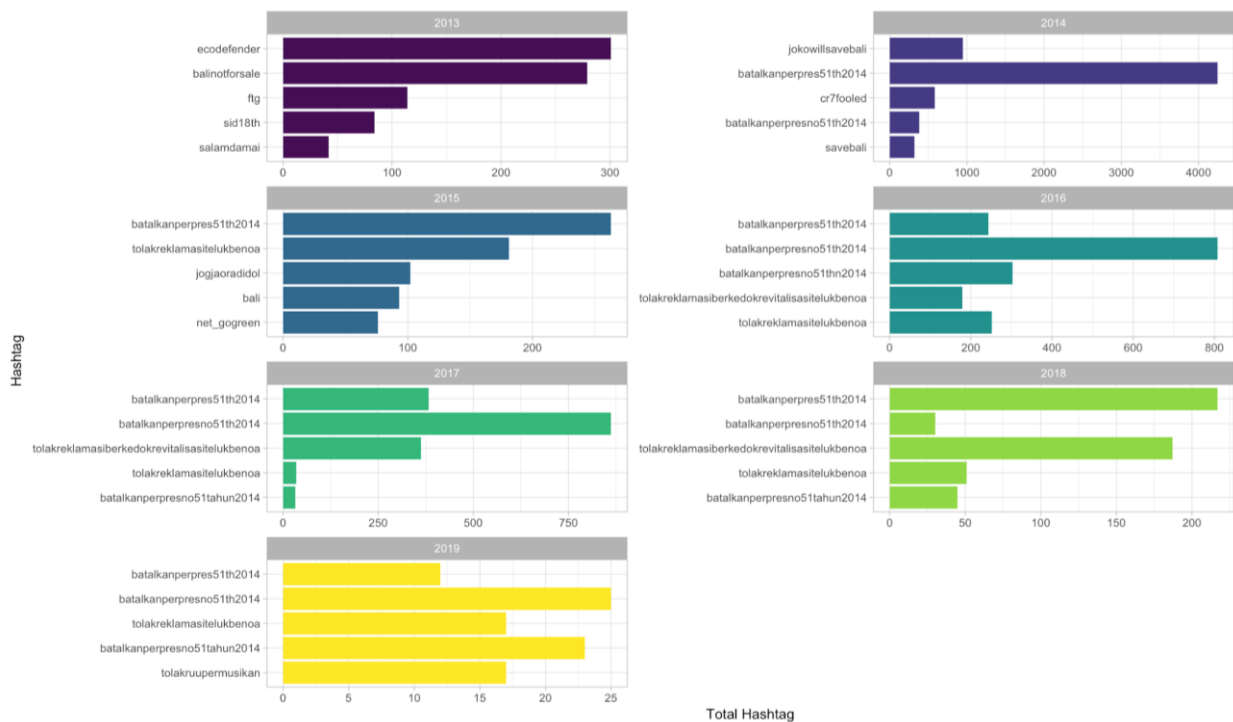 2013
ecodefender
balinotforsale
ftg
sid18th
salamdamai
0 100 200 300
2014
jokowillsavebali
batalkanperpres51th2014
cr7fooled
batalkanperpresno51th2014
savebali
0 1000 2000 3000 4000
2015
batalkanperpres51th2014
tolakreklamasitelukbenoa
jogjaoradidol
bali
net_gogreen
0 100 200
2016
batalkanperpres51th2014
batalkanperpresno51th2014
batalkanperpresno51thn2014
tolakreklamasiberkedokrevitalisasitelukbenoa
tolakreklamasitelukbenoa
0 200 400 600 800
Hashtag
2017
batalkanperpres51th2014
batalkanperpresno51th2014
tolakreklamasiberkedokrevitalisasitelukbenoa
tolakreklamasitelukbenoa
batalkanperpresno51tahun2014
0 250 500 750
2018
batalkanperpres51th2014
batalkanperpresno51th2014
tolakreklamasiberkedokrevitalisasitelukbenoa
tolakreklamasitelukbenoa
batalkanperpresno51tahun2014
0 50 100 150 200
2019
batalkanperpres51th2014
batalkanperpresno51th2014
tolakreklamasitelukbenoa
batalkanperpresno51tahun2014
tolakruupermusikan
0 5 10 15 20 25
Total Hashtag